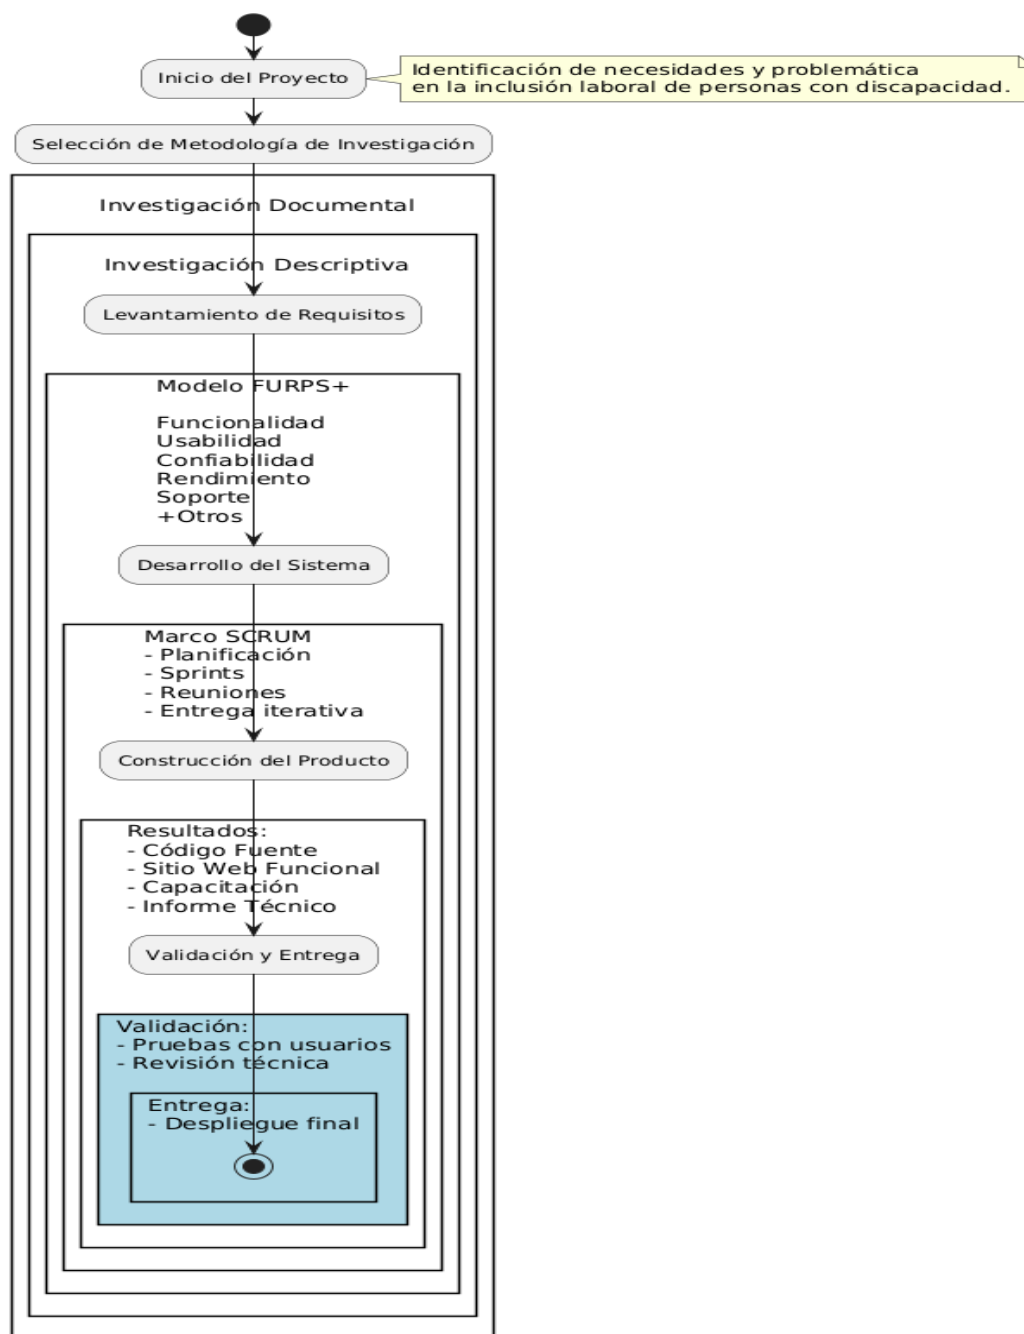 Inicio del Proyecto
Identificación de necesidades y problemática
en la inclusión laboral de personas con discapacidad.
Selección de Metodología de Investigación
Investigación Documental
Investigación Descriptiva
Levantamiento de Requisitos
Modelo FURPS+
Funcionalidad
Usabilidad
Confiabilidad
Rendimiento
Soporte
+Otros
Desarrollo del Sistema
Marco SCRUM
- Planificación
- Sprints
- Reuniones
- Entrega iterativa
Construcción del Producto
Resultados:
- Código Fuente
- Sitio Web Funcional
- Capacitación
- Informe Técnico
Validación y Entrega
Validación:
- Pruebas con usuarios
- Revisión técnica
Entrega:
- Despliegue final